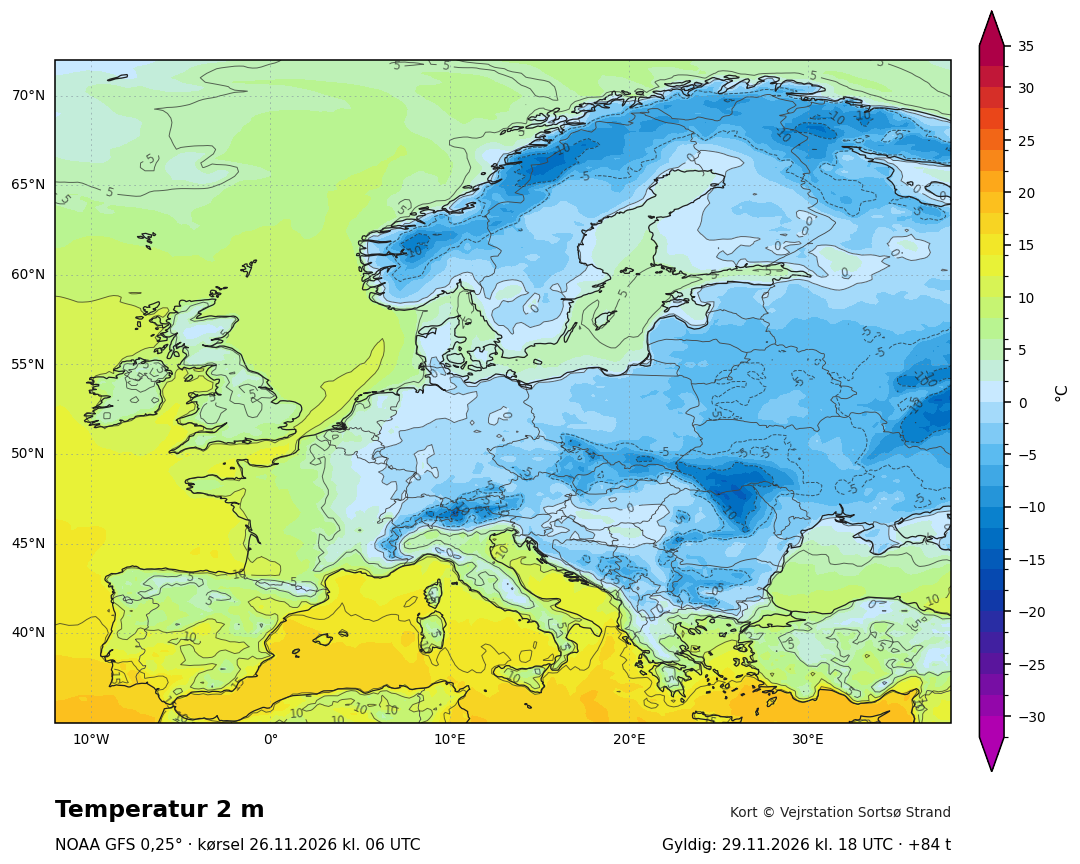 70°N
65°N
60°N
55°N
50°N
45°N
40°N
10°W
0°
10°E
20°E
30°E
35
30
25
20
15
10
5
0
−5
−10
−15
−20
−25
−30
°C
Temperatur 2 m
Kort © Vejrstation Sortsø Strand
NOAA GFS 0,25° · kørsel 26.11.2026 kl. 06 UTC
Gyldig: 29.11.2026 kl. 18 UTC · +84 t